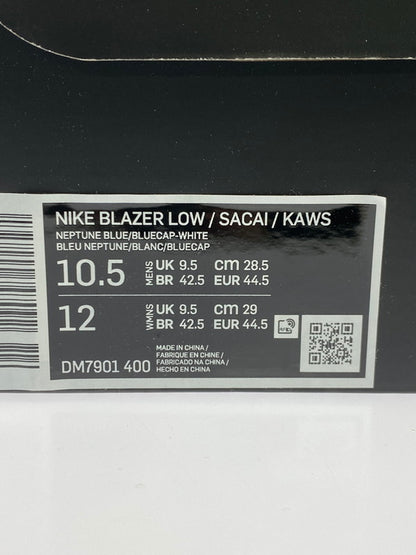 NIKE BLAZER LOW / SACAI / KAWS
NEPTUNE BLUE/BLUECAP-WHITE
BLEU NEPTUNE/BLANC/BLUECAP
10.5 MENS UK 9.5 CM 28.5
BR 42.5 EUR 44.5
12 WMNS UK 9.5 CM 29
BR 42.5 EUR 44.5
DM7901 400
MADE IN CHINA /
FABRIQUE EN CHINE /
FABRICADO NA CHINA /
HECHO EN CHINA